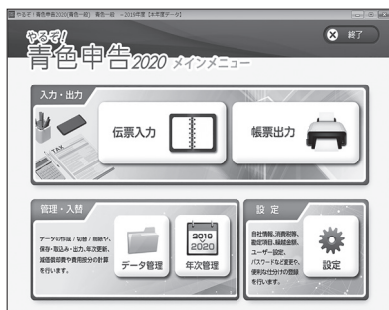 やるぞ！青色申告2020(青色一般) 青色一般 －2019年度【本年度データ】
やるぞ！
青色申告2020 メインメニュー
終了
入力・出力
TAX
伝票入力
帳票出力
管理・入替
データの作成／切替／削除や、
保存・取込み・出力、年次更新、
減価償却費や費用按分の計算
を行います。
データ管理
2019
2020
年次管理
設定
自社情報、消費税等、
勘定項目、繰越金額、
ユーザー設定、
パスワードなど変更や、
便利な仕分けの登録
を行います。
設定